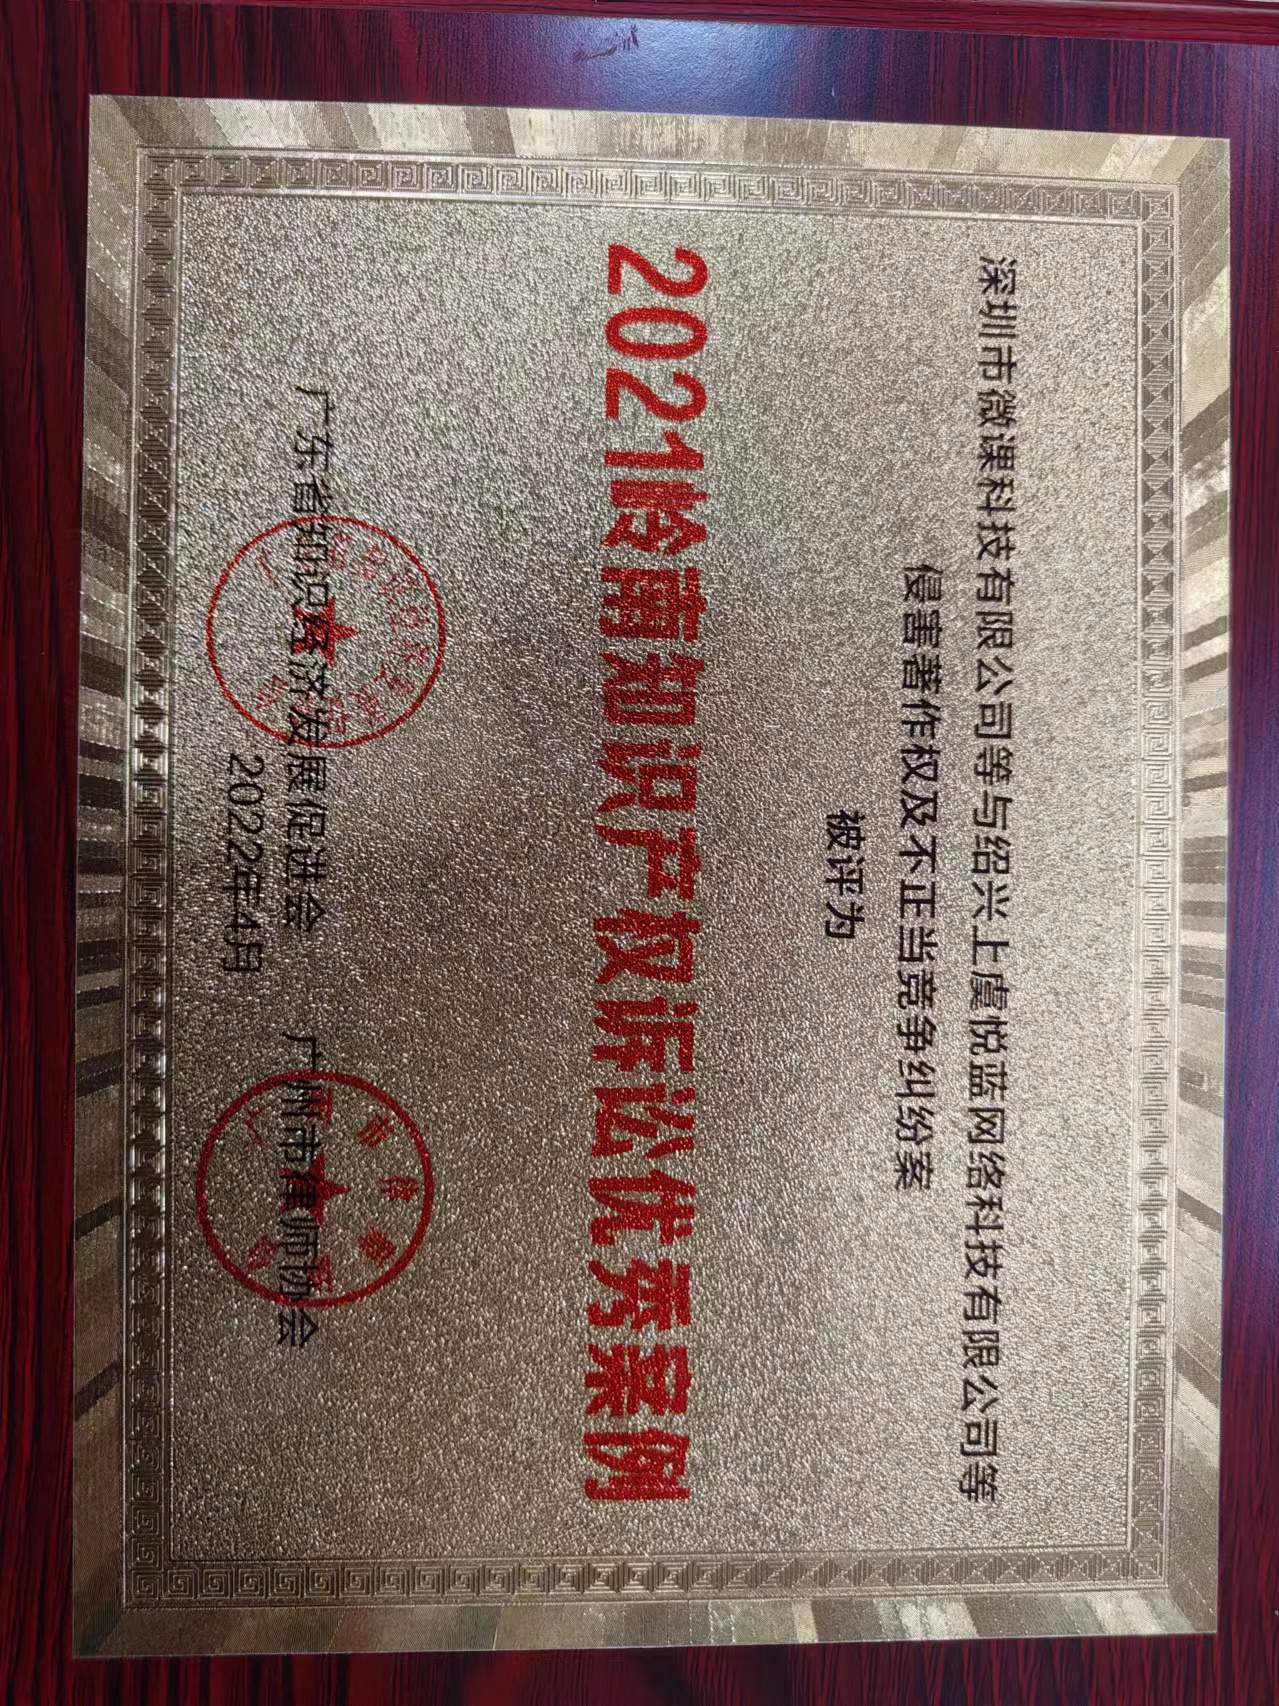 深圳市微课科技有限公司等与绍兴上虞悦蓝网络科技有限公司等
侵害著作权及不正当竞争纠纷案
被评为
2021岭南知识产权诉讼优秀案例
广东省知识经济发展促进会 广州市律师协会
2022年4月